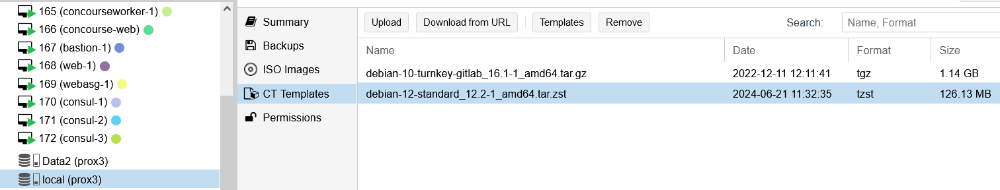 165 (concourseworker-1)
166 (concourse-web)
167 (bastion-1)
168 (web-1)
169 (webasg-1)
170 (consul-1)
171 (consul-2)
172 (consul-3)
Data2 (prox3)
local (prox3)
Summary
Backups
ISO Images
CT Templates
Permissions
Upload Download from URL Templates Remove Search: Name, Format
Name Date Format Size
debian-10-turnkey-gitlab_16.1-1_amd64.tar.gz 2022-12-11 12:11:41 tgz 1.14 GB
debian-12-standard_12.2-1_amd64.tar.zst 2024-06-21 11:32:35 tzst 126.13 MB